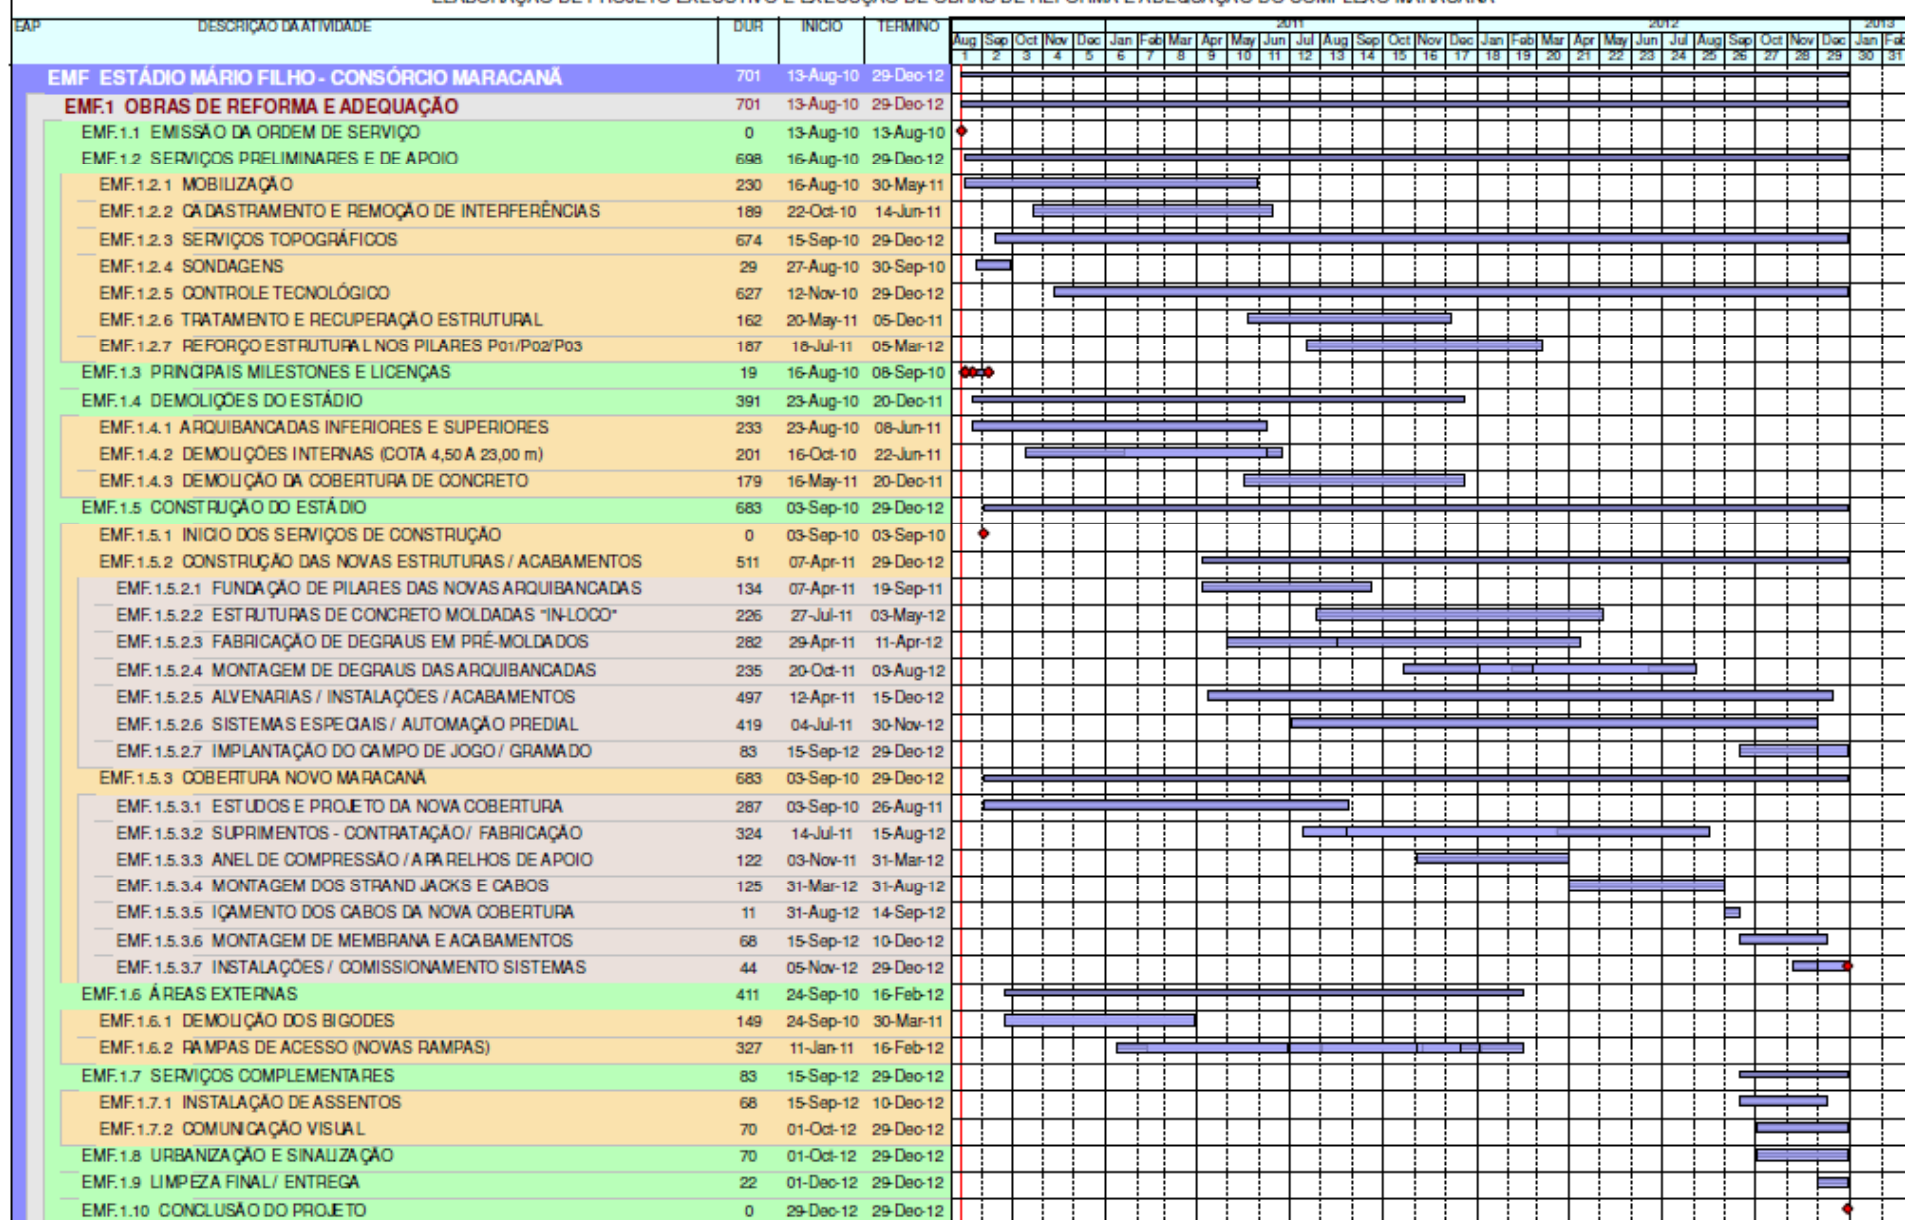 ELABORAÇÃO DE PROJETO EXECUTIVO E EXECUÇÃO DE OBRAS DE REFORMA E ADEQUAÇÃO DO COMPLEXO MARACANÃ
EAP DESCRIÇÃO DA ATIVIDADE DUR INICIO TERMINO 2011 2012 2013
Aug Sep Oct Nov Dec Jan Feb Mar Apr May Jun Jul Aug Sep Oct Nov Dec Jan Feb Mar Apr May Jun Jul Aug Sep Oct Nov Dec Jan Feb
1 2 3 4 5 6 7 8 9 10 11 12 13 14 15 16 17 18 19 20 21 22 23 24 25 26 27 28 29 30 31
EMF ESTÁDIO MÁRIO FILHO - CONSÓRCIO MARACANÃ 701 13-Aug-10 29-Dec-12
EMF.1 OBRAS DE REFORMA E ADEQUAÇÃO 701 13-Aug-10 29-Dec-12
EMF.1.1 EMISSÃO DA ORDEM DE SERVIÇO 0 13-Aug-10 13-Aug-10
EMF.1.2 SERVIÇOS PRELIMINARES E DE APOIO 698 16-Aug-10 29-Dec-12
EMF.1.2.1 MOBILIZAÇÃO 230 16-Aug-10 30-May-11
EMF.1.2.2 CADASTRAMENTO E REMOÇÃO DE INTERFERÊNCIAS 189 22-Oct-10 14-Jun-11
EMF.1.2.3 SERVIÇOS TOPOGRÁFICOS 674 15-Sep-10 29-Dec-12
EMF.1.2.4 SONDAGENS 29 27-Aug-10 30-Sep-10
EMF.1.2.5 CONTROLE TECNOLÓGICO 627 12-Nov-10 29-Dec-12
EMF.1.2.6 TRATAMENTO E RECUPERAÇÃO ESTRUTURAL 162 20-May-11 05-Dec-11
EMF.1.2.7 REFORÇO ESTRUTURAL NOS PILARES P01/P02/P03 187 18-Jul-11 05-Mar-12
EMF.1.3 PRINCIPAIS MILESTONES E LICENÇAS 19 16-Aug-10 08-Sep-10
EMF.1.4 DEMOLIÇÕES DO ESTÁDIO 391 23-Aug-10 20-Dec-11
EMF.1.4.1 ARQUIBANCADAS INFERIORES E SUPERIORES 233 23-Aug-10 08-Jun-11
EMF.1.4.2 DEMOLIÇÕES INTERNAS (COTA 4,50 A 23,00 m) 201 16-Oct-10 22-Jun-11
EMF.1.4.3 DEMOLIÇÃO DA COBERTURA DE CONCRETO 179 16-May-11 20-Dec-11
EMF.1.5 CONSTRUÇÃO DO ESTÁDIO 683 03-Sep-10 29-Dec-12
EMF.1.5.1 INICIO DOS SERVIÇOS DE CONSTRUÇÃO 0 03-Sep-10 03-Sep-10
EMF.1.5.2 CONSTRUÇÃO DAS NOVAS ESTRUTURAS / ACABAMENTOS 511 07-Apr-11 29-Dec-12
EMF.1.5.2.1 FUNDAÇÃO DE PILARES DAS NOVAS ARQUIBANCADAS 134 07-Apr-11 19-Sep-11
EMF.1.5.2.2 ESTRUTURAS DE CONCRETO MOLDADAS "IN-LOCO" 226 27-Jul-11 03-May-12
EMF.1.5.2.3 FABRICAÇÃO DE DEGRAUS EM PRÉ-MOLDADOS 282 29-Apr-11 11-Apr-12
EMF.1.5.2.4 MONTAGEM DE DEGRAUS DAS ARQUIBANCADAS 235 20-Oct-11 03-Aug-12
EMF.1.5.2.5 ALVENARIAS / INSTALAÇÕES / ACABAMENTOS 497 12-Apr-11 15-Dec-12
EMF.1.5.2.6 SISTEMAS ESPECIAIS / AUTOMAÇÃO PREDIAL 419 04-Jul-11 30-Nov-12
EMF.1.5.2.7 IMPLANTAÇÃO DO CAMPO DE JOGO / GRAMADO 83 15-Sep-12 29-Dec-12
EMF.1.5.3 COBERTURA NOVO MARACANÃ 683 03-Sep-10 29-Dec-12
EMF.1.5.3.1 ESTUDOS E PROJETO DA NOVA COBERTURA 287 03-Sep-10 26-Aug-11
EMF.1.5.3.2 SUPRIMENTOS - CONTRATAÇÃO / FABRICAÇÃO 324 14-Jul-11 15-Aug-12
EMF.1.5.3.3 ANEL DE COMPRESSÃO / APARELHOS DE APOIO 122 03-Nov-11 31-Mar-12
EMF.1.5.3.4 MONTAGEM DOS STRAND JACKS E CABOS 125 31-Mar-12 31-Aug-12
EMF.1.5.3.5 IÇAMENTO DOS CABOS DA NOVA COBERTURA 11 31-Aug-12 14-Sep-12
EMF.1.5.3.6 MONTAGEM DE MEMBRANA E ACABAMENTOS 68 15-Sep-12 10-Dec-12
EMF.1.5.3.7 INSTALAÇÕES / COMISSIONAMENTO SISTEMAS 44 05-Nov-12 29-Dec-12
EMF.1.6 ÁREAS EXTERNAS 411 24-Sep-10 16-Feb-12
EMF.1.6.1 DEMOLIÇÃO DOS BIGODES 149 24-Sep-10 30-Mar-11
EMF.1.6.2 RAMPAS DE ACESSO (NOVAS RAMPAS) 327 11-Jan-11 16-Feb-12
EMF.1.7 SERVIÇOS COMPLEMENTARES 83 15-Sep-12 29-Dec-12
EMF.1.7.1 INSTALAÇÃO DE ASSENTOS 68 15-Sep-12 10-Dec-12
EMF.1.7.2 COMUNICAÇÃO VISUAL 70 01-Oct-12 29-Dec-12
EMF.1.8 URBANIZAÇÃO E SINALIZAÇÃO 70 01-Oct-12 29-Dec-12
EMF.1.9 LIMPEZA FINAL / ENTREGA 22 01-Dec-12 29-Dec-12
EMF.1.10 CONCLUSÃO DO PROJETO 0 29-Dec-12 29-Dec-12